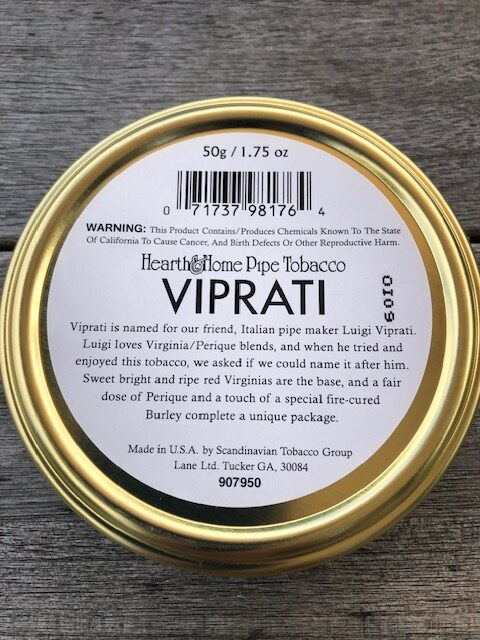 50g / 1.75 oz
0 71737 98176 4
WARNING: This Product Contains/Produces Chemicals Known To The State
Of California To Cause Cancer, And Birth Defects Or Other Reproductive Harm.
Hearth & Home Pipe Tobacco
VIPRATI
0109
Viprati is named for our friend, Italian pipe maker Luigi Viprati.
Luigi loves Virginia/Perique blends, and when he tried and
enjoyed this tobacco, we asked if we could name it after him.
Sweet bright and ripe red Virginias are the base, and a fair
dose of Perique and a touch of a special fire-cured
Burley complete a unique package.
Made in U.S.A. by Scandinavian Tobacco Group
Lane Ltd. Tucker GA, 30084
907950